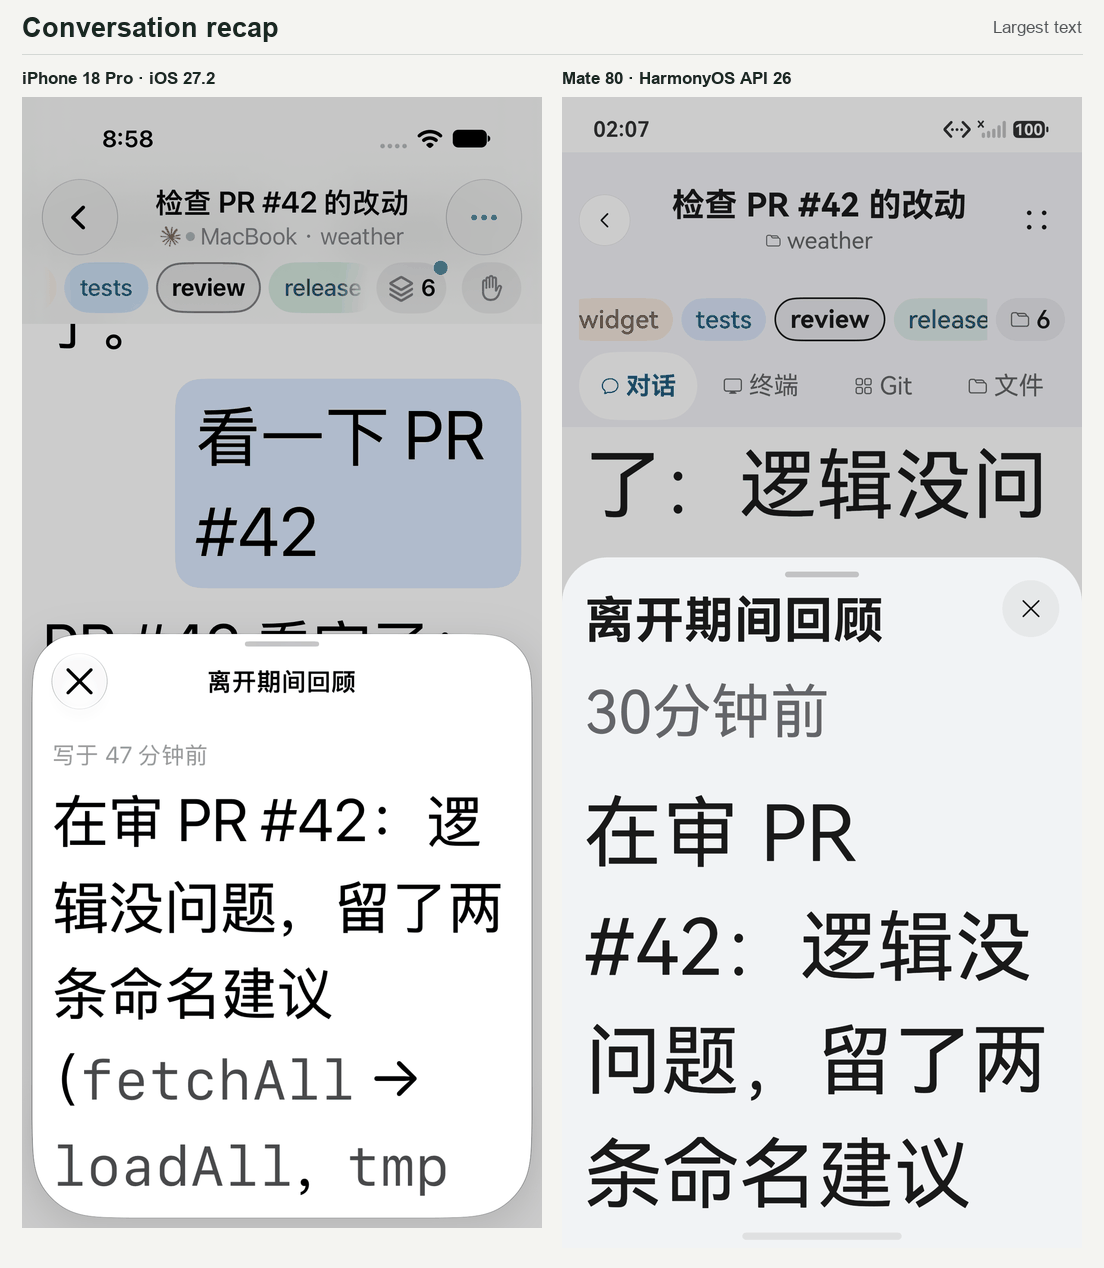 Conversation recap
Largest text
iPhone 18 Pro · iOS 27.2
8:58
检查 PR #42 的改动
MacBook · weather
tests
review
release
6
」。
看一下 PR
#42
PR #42 看完了：
离开期间回顾
写于 47 分钟前
在审 PR #42：逻
辑没问题，留了两
条命名建议
(fetchAll →
loadAll, tmp
Mate 80 · HarmonyOS API 26
02:07
100
检查 PR #42 的改动
weather
widget
tests
review
release
6
对话
终端
Git
文件
了：逻辑没问
离开期间回顾
30分钟前
在审 PR
#42：逻辑没
问题，留了两
条命名建议